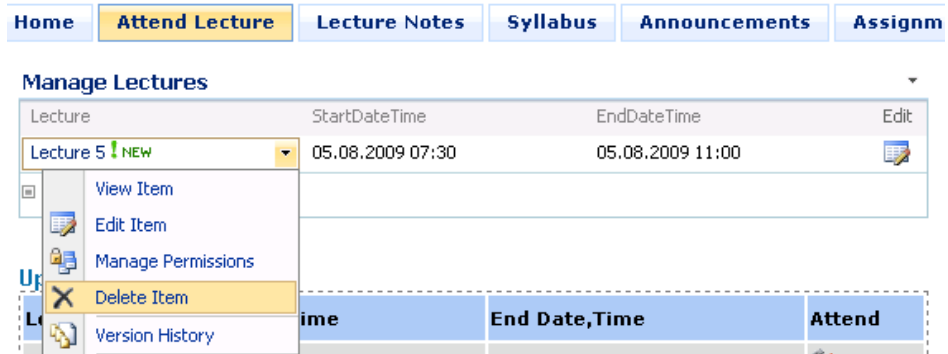 Home Attend Lecture Lecture Notes Syllabus Announcements Assignm
Manage Lectures
Lecture StartDateTime EndDateTime Edit
Lecture 5 ! NEW 05.08.2009 07:30 05.08.2009 11:00
View Item
Edit Item
Manage Permissions
Up
Delete Item
Le ime End Date,Time Attend
Version History